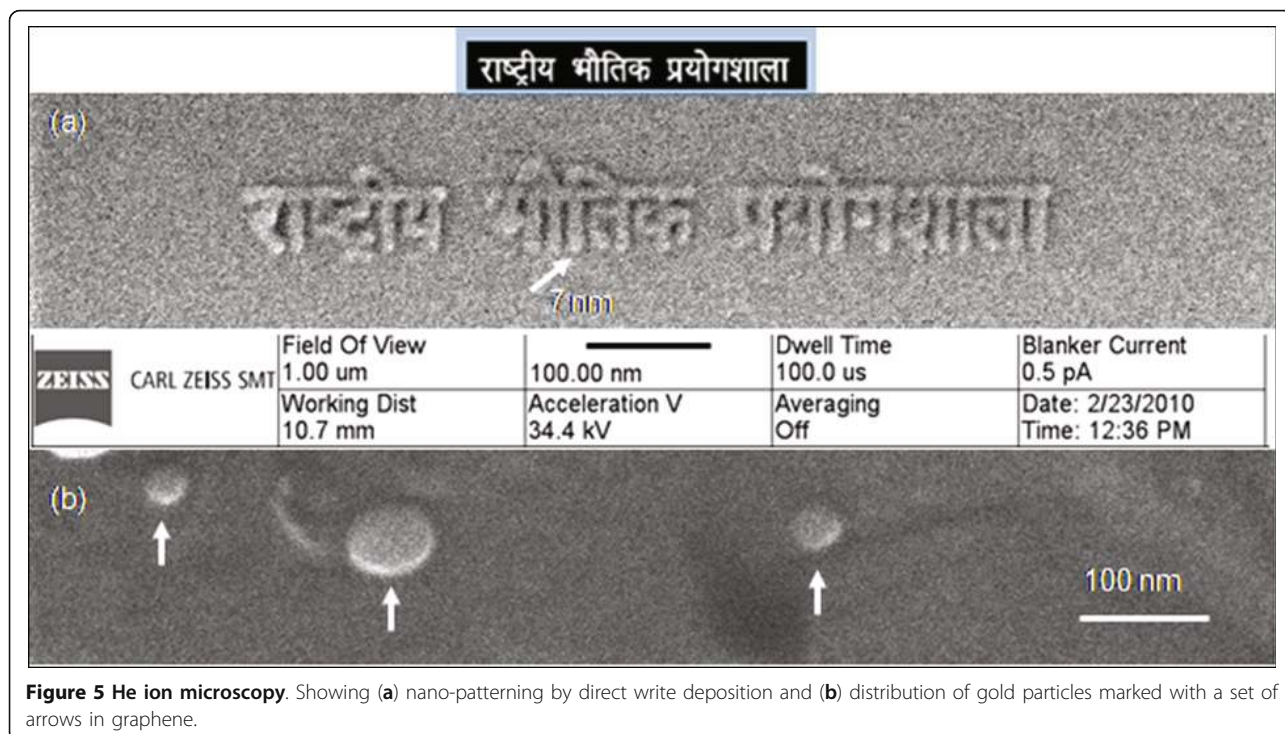 राष्ट्रीय भौतिक प्रयोगशाला
(a)
राष्ट्रीय भौतिक प्रयोगशाला
7 nm
ZEISS CARL ZEISS SMT
Field Of View 1.00 um
100.00 nm
Dwell Time 100.0 us
Blanker Current 0.5 pA
Working Dist 10.7 mm
Acceleration V 34.4 kV
Averaging Off
Date: 2/23/2010
Time: 12:36 PM
(b)
100 nm
Figure 5 He ion microscopy. Showing (a) nano-patterning by direct write deposition and (b) distribution of gold particles marked with a set of
arrows in graphene.